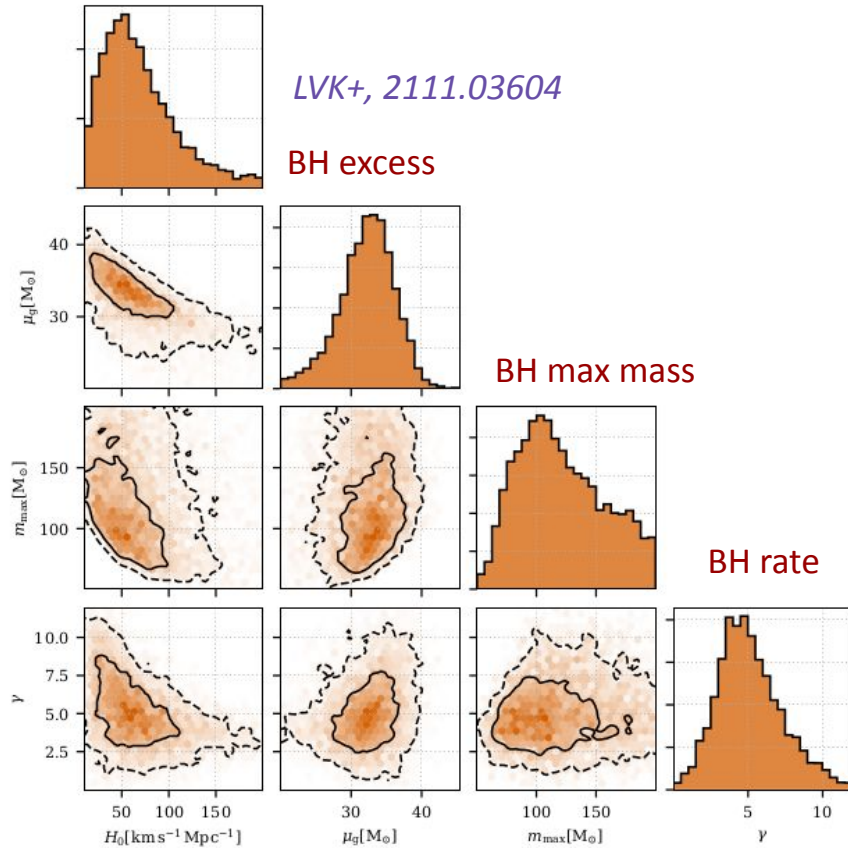 LVK+, 2111.03604
BH excess
40
30
μg[M⊙]
BH max mass
150
100
mmax[M⊙]
BH rate
10.0
7.5
5.0
2.5
γ
50 100 150
30 40
100 150
5 10
H0[km s−1 Mpc−1]
μg[M⊙]
mmax[M⊙]
γ